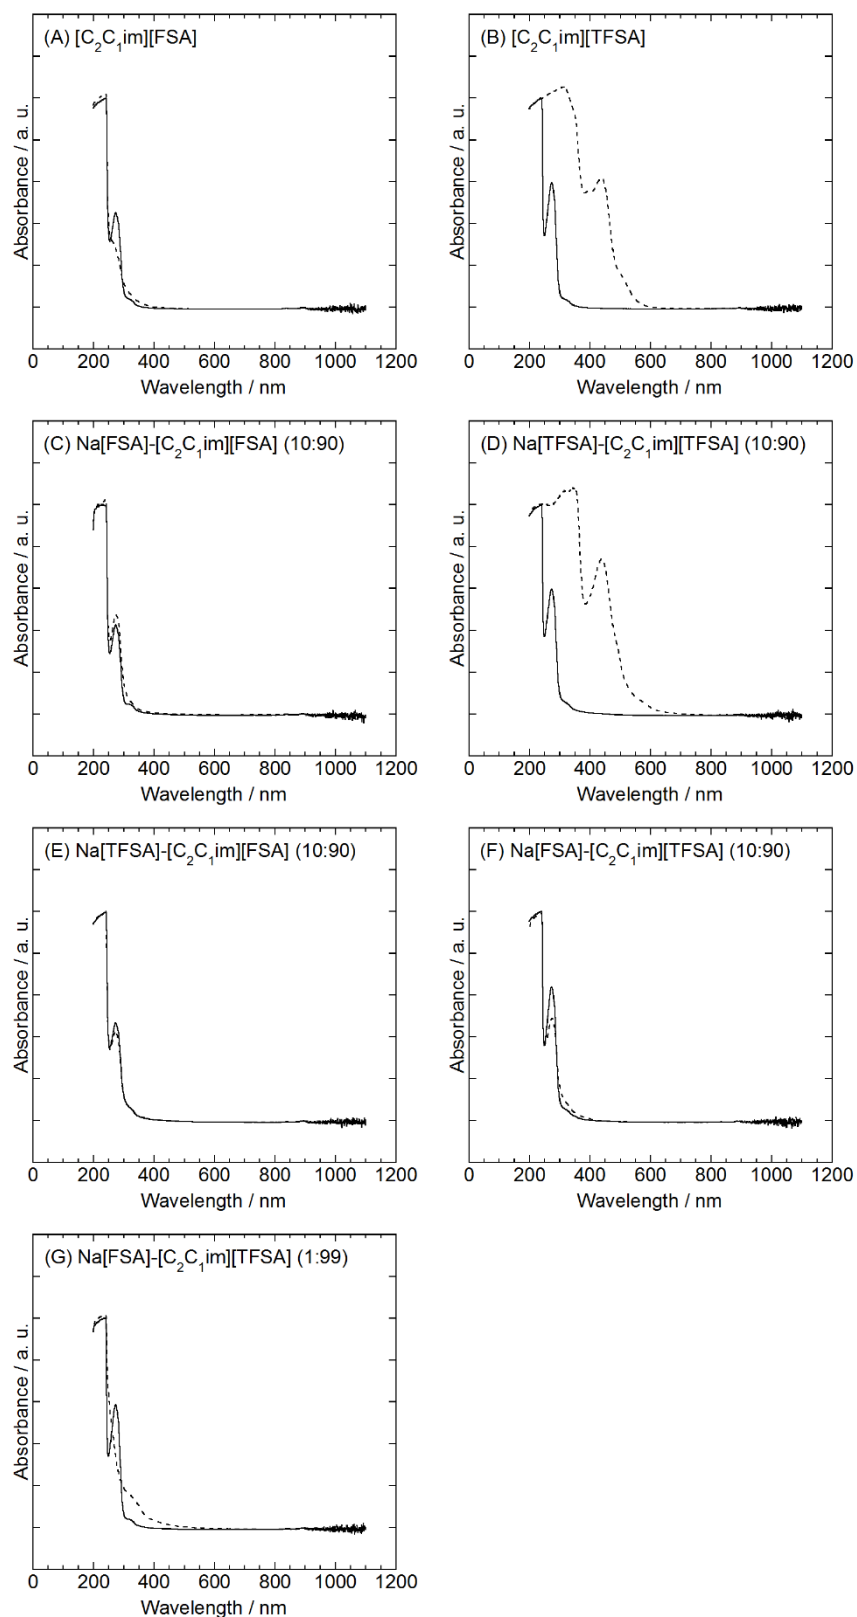 (A) [C₂C₁im][FSA]
Absorbance / a. u.
0 200 400 600 800 1000 1200
Wavelength / nm
(B) [C₂C₁im][TFSA]
Absorbance / a. u.
0 200 400 600 800 1000 1200
Wavelength / nm
(C) Na[FSA]-[C₂C₁im][FSA] (10:90)
Absorbance / a. u.
0 200 400 600 800 1000 1200
Wavelength / nm
(D) Na[TFSA]-[C₂C₁im][TFSA] (10:90)
Absorbance / a. u.
0 200 400 600 800 1000 1200
Wavelength / nm
(E) Na[TFSA]-[C₂C₁im][FSA] (10:90)
Absorbance / a. u.
0 200 400 600 800 1000 1200
Wavelength / nm
(F) Na[FSA]-[C₂C₁im][TFSA] (10:90)
Absorbance / a. u.
0 200 400 600 800 1000 1200
Wavelength / nm
(G) Na[FSA]-[C₂C₁im][TFSA] (1:99)
Absorbance / a. u.
0 200 400 600 800 1000 1200
Wavelength / nm